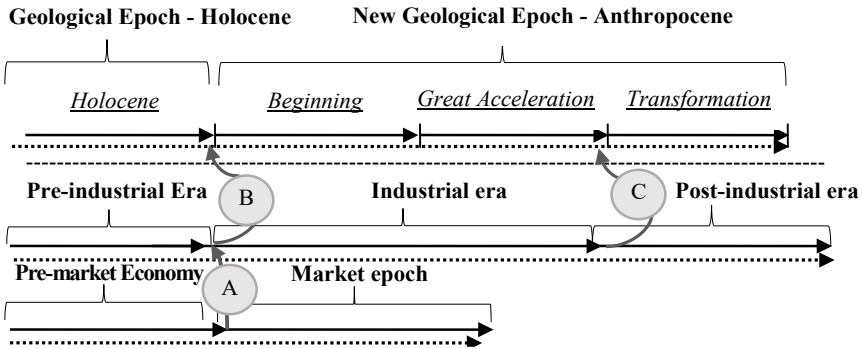 Geological Epoch - Holocene New Geological Epoch - Anthropocene
Holocene Beginning Great Acceleration Transformation
B C
Pre-industrial Era Industrial era Post-industrial era
Pre-market Economy A Market epoch